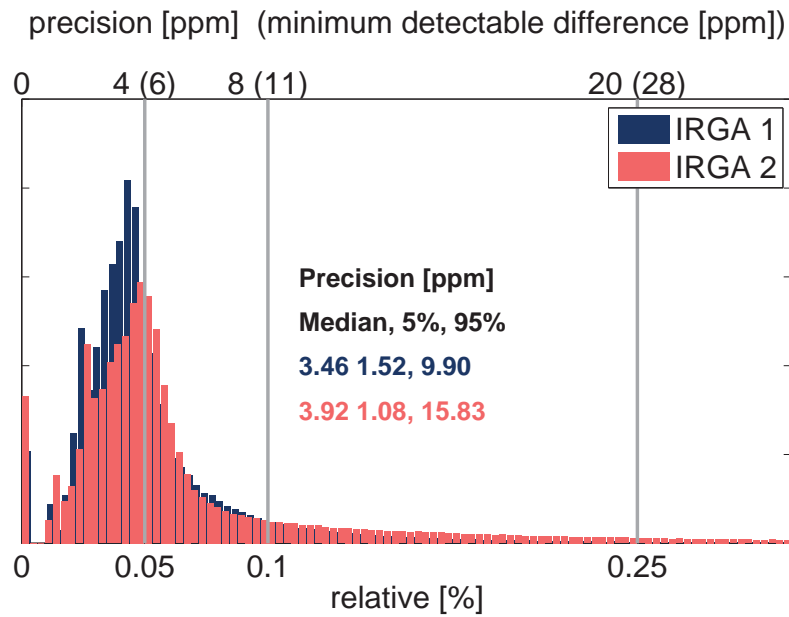 precision [ppm]  (minimum detectable difference [ppm])
0 4 (6) 8 (11) 20 (28)
IRGA 1
IRGA 2
Precision [ppm]
Median, 5%, 95%
3.46 1.52, 9.90
3.92 1.08, 15.83
0 0.05 0.1 0.25
relative [%]